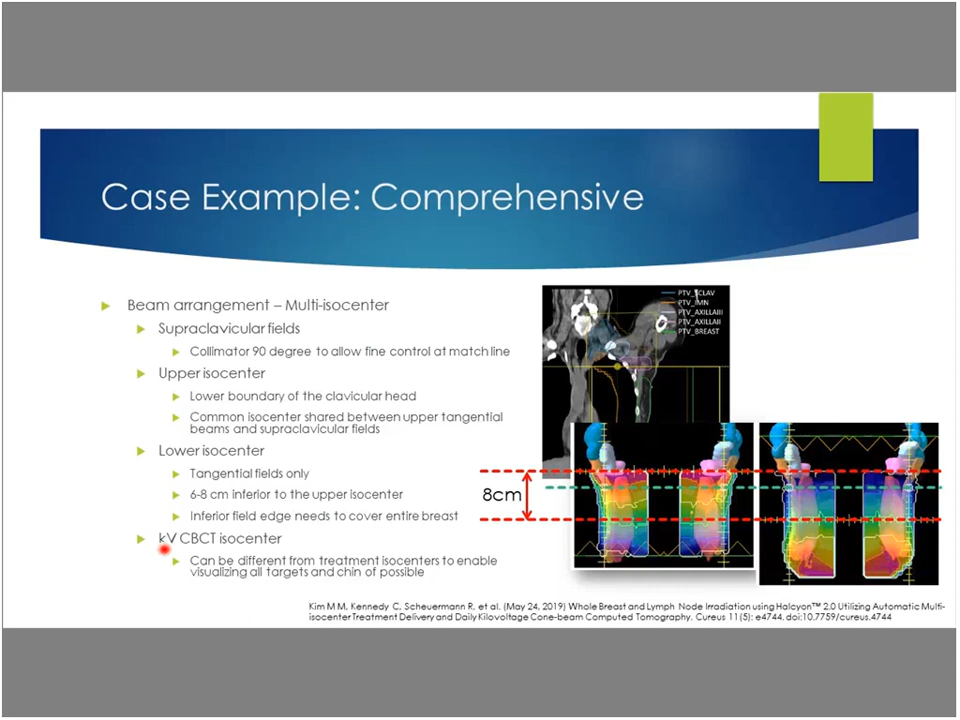 Case Example: Comprehensive
Beam arrangement – Multi-isocenter
Supraclavicular fields
Collimator 90 degree to allow fine control at match line
Upper isocenter
Lower boundary of the clavicular head
Common isocenter shared between upper tangential
beams and supraclavicular fields
Lower isocenter
Tangential fields only
6-8 cm inferior to the upper isocenter
Inferior field edge needs to cover entire breast
kV CBCT isocenter
Can be different from treatment isocenters to enable
visualizing all targets and chin of possible
PTV_SCLAV
PTV_IMN
PTV_AXILLAIII
PTV_AXILLAII
PTV_BREAST
8cm
Kim M M, Kennedy C, Scheuermann R, et al. (May 24, 2019) Whole Breast and Lymph Node Irradiation using Halcyon™ 2.0 Utilizing Automatic Multi-
isocenter Treatment Delivery and Daily Kilovoltage Cone-beam Computed Tomography. Cureus 11(5): e4744. doi:10.7759/cureus.4744